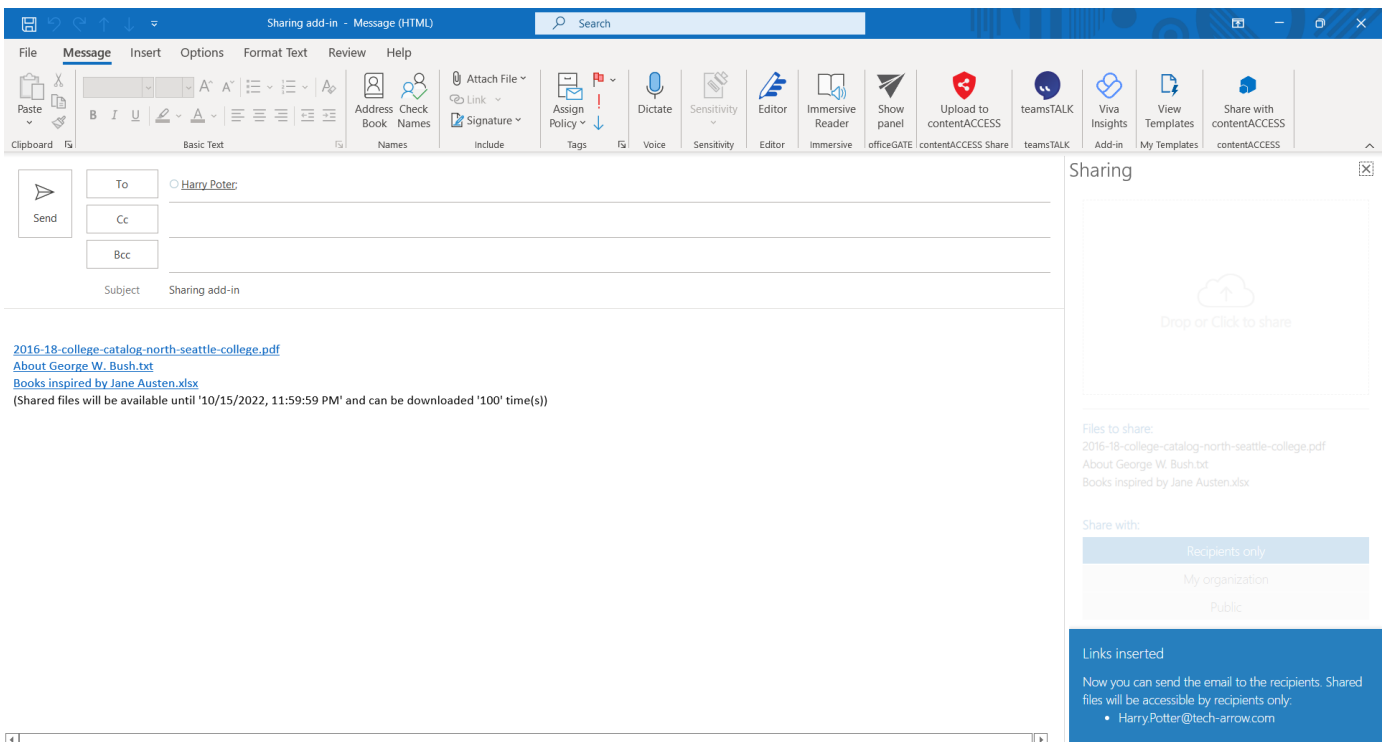 Sharing add-in - Message (HTML)
Search
File Message Insert Options Format Text Review Help
Paste
Clipboard
B I U A
A A
Basic Text
Address Book
Check Names
Names
Attach File
Link
Signature
Include
Assign Policy
Tags
Dictate
Voice
Sensitivity
Sensitivity
Editor
Editor
Immersive Reader
Immersive
Show panel
officeGATE
Upload to contentACCESS
contentACCESS Share
teamsTALK
teamsTALK
Viva Insights
Add-in
View Templates
My Templates
Share with contentACCESS
contentACCESS
Send
To Harry Poter;
Cc
Bcc
Subject Sharing add-in
2016-18-college-catalog-north-seattle-college.pdf
About George W. Bush.txt
Books inspired by Jane Austen.xlsx
(Shared files will be available until '10/15/2022, 11:59:59 PM' and can be downloaded '100' time(s))
Sharing
Drop or Click to share
Files to share:
2016-18-college-catalog-north-seattle-college.pdf
About George W. Bush.txt
Books inspired by Jane Austen.xlsx
Share with:
Recipients only
My organization
Public
Links inserted
Now you can send the email to the recipients. Shared
files will be accessible by recipients only:
• Harry.Potter@tech-arrow.com